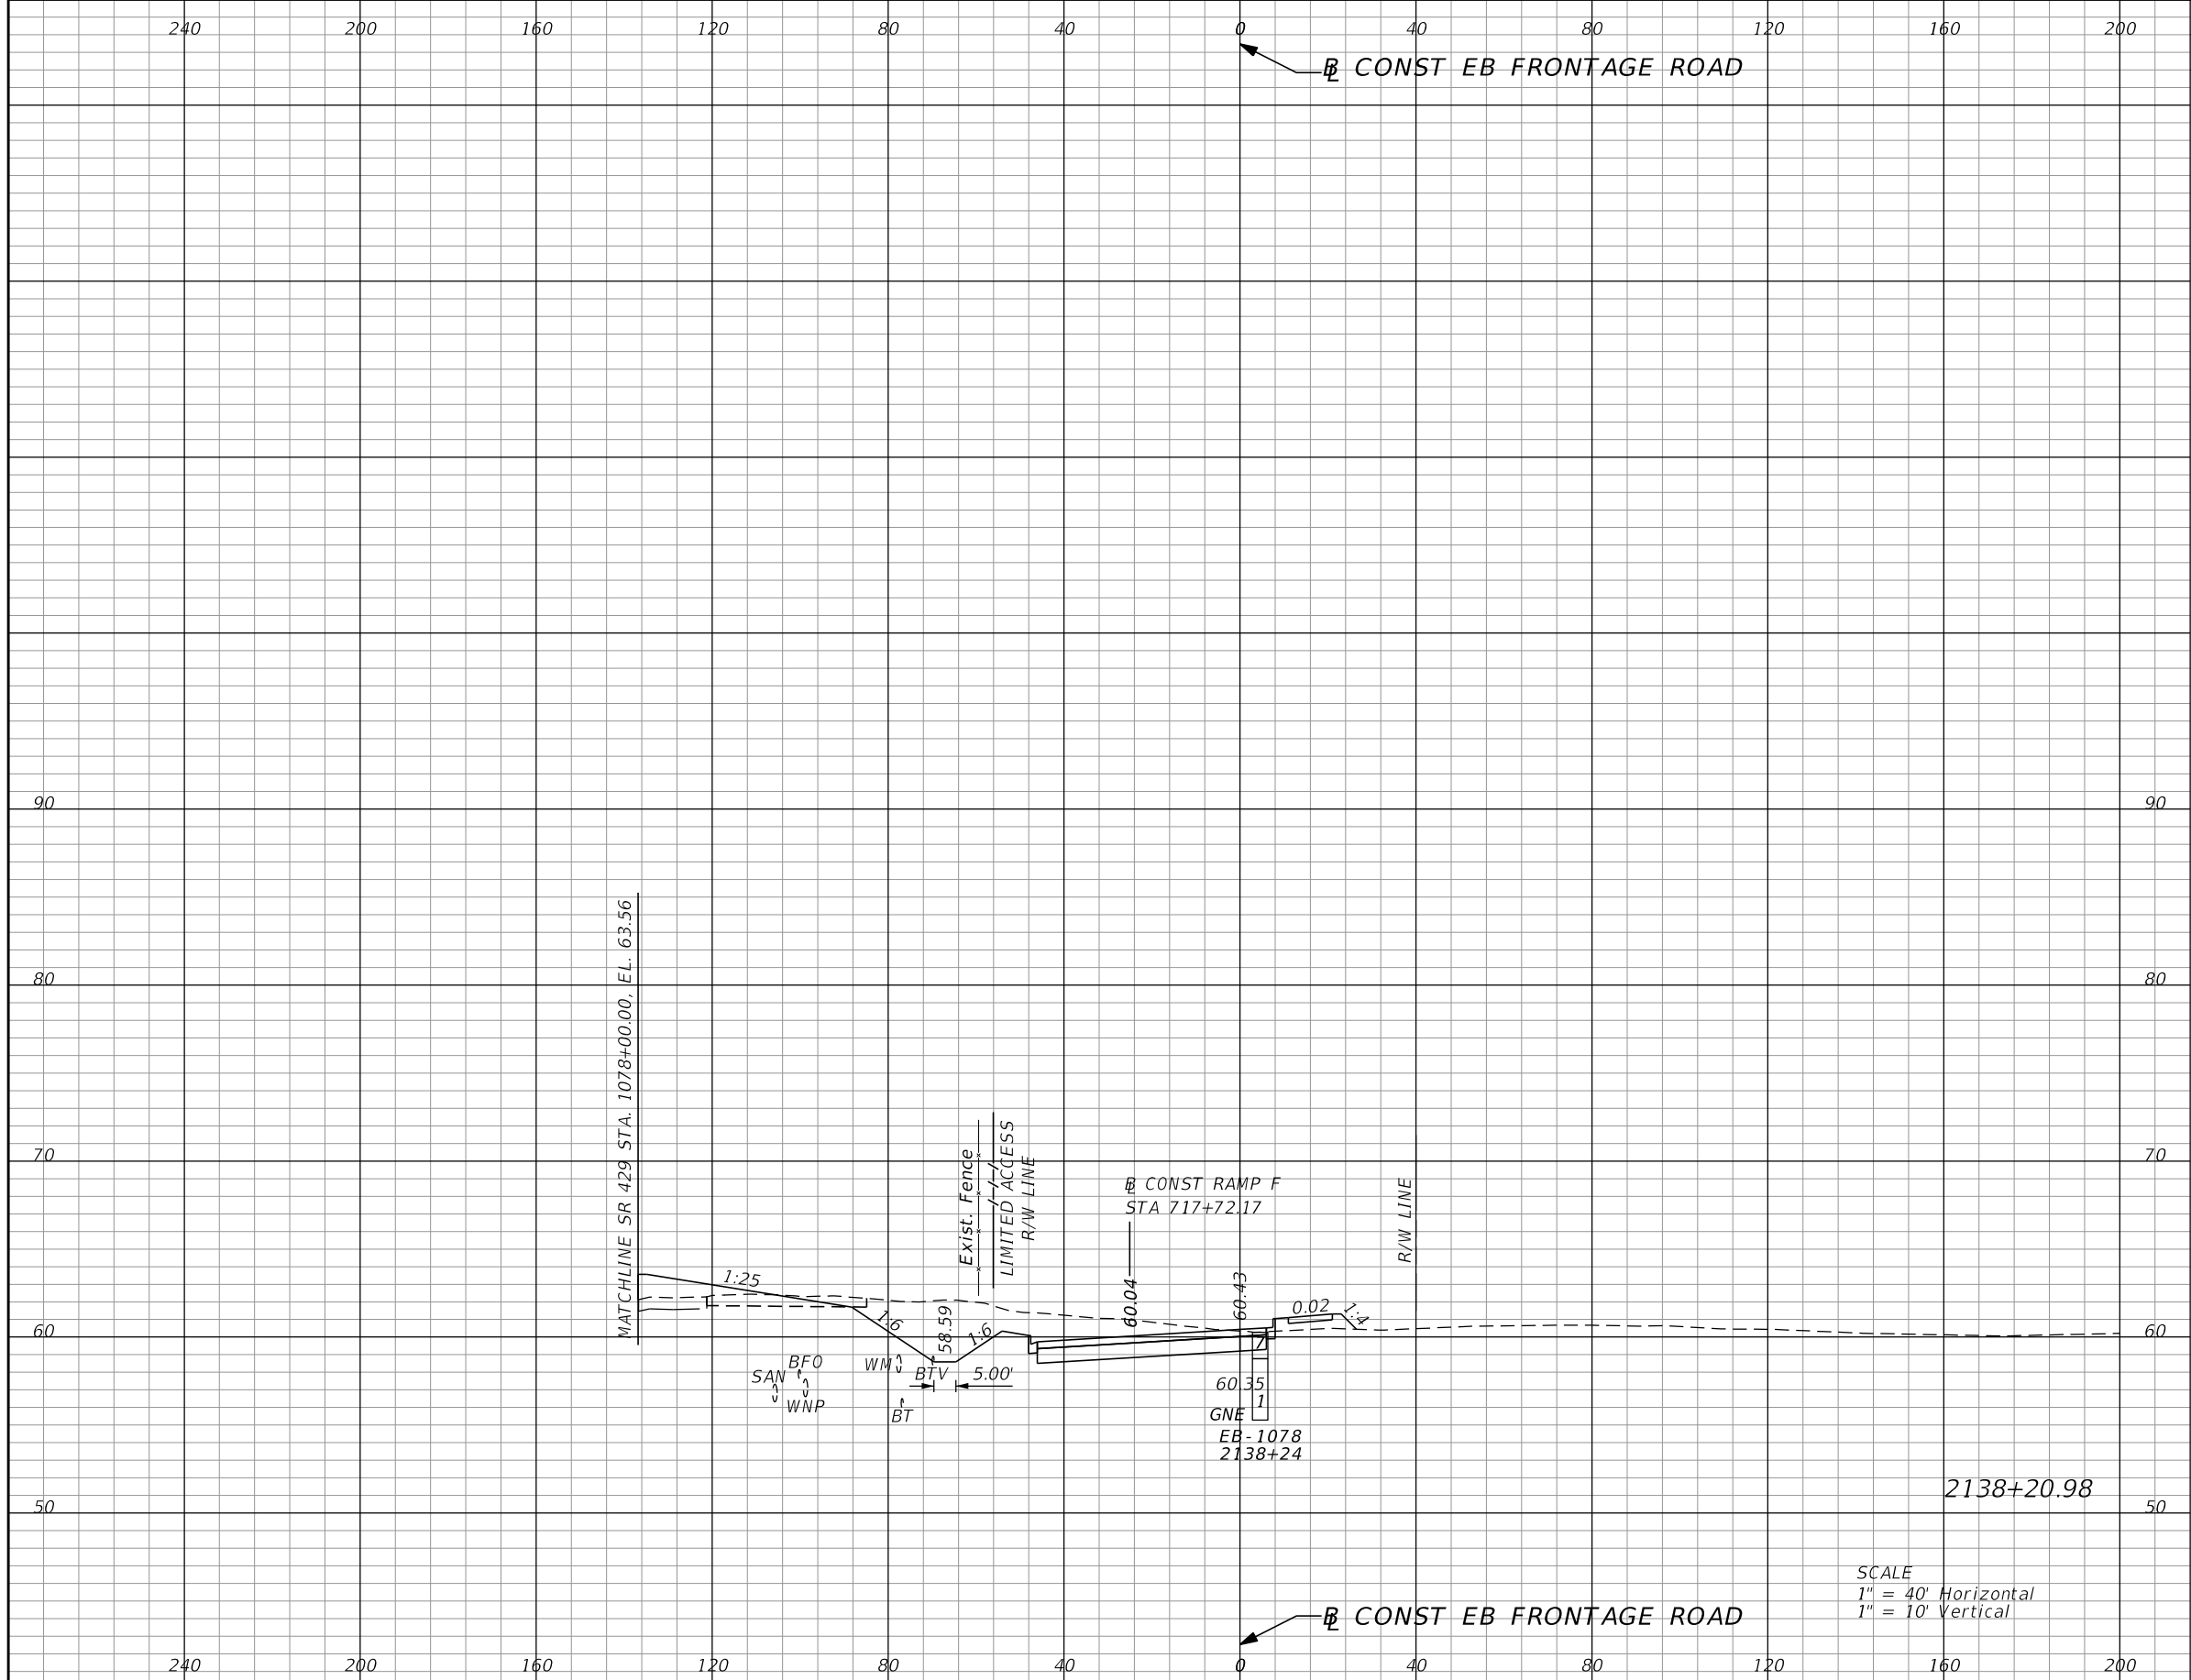 240 200 160 120 80 40 0 40 80 120 160 200
BL CONST EB FRONTAGE ROAD
90 90
80 80
70 70
60 60
50 50
MATCHLINE SR 429 STA. 1078+00.00, EL. 63.56
1:25
1:6
58.59
1:6
Exist. Fence
LIMITED ACCESS
R/W LINE
BL CONST RAMP F
STA 717+72.17
60.04
60.43
R/W LINE
0.02
1:4
SAN
BFO
WNP
WM
BTV
5.00'
BT
7
60.35
1
GNE
EB-1078
2138+24
2138+20.98
SCALE
1" = 40' Horizontal
1" = 10' Vertical
BL CONST EB FRONTAGE ROAD
240 200 160 120 80 40 0 40 80 120 160 200